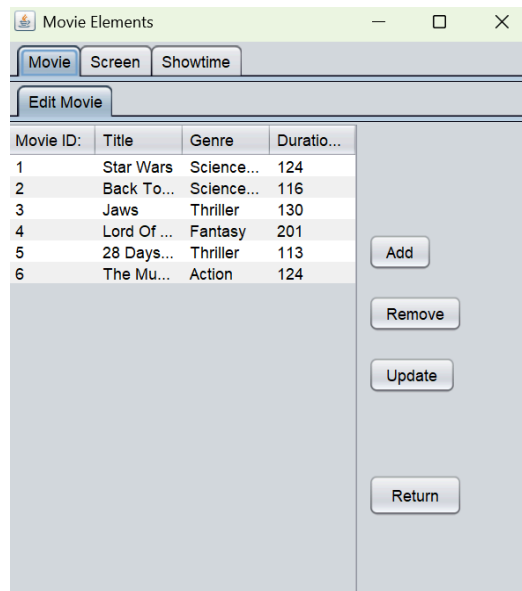 Movie Elements
Movie Screen Showtime
Edit Movie
Movie ID: Title Genre Duratio...
1 Star Wars Science... 124
2 Back To... Science... 116
3 Jaws Thriller 130
4 Lord Of ... Fantasy 201
5 28 Days... Thriller 113
6 The Mu... Action 124
Add
Remove
Update
Return